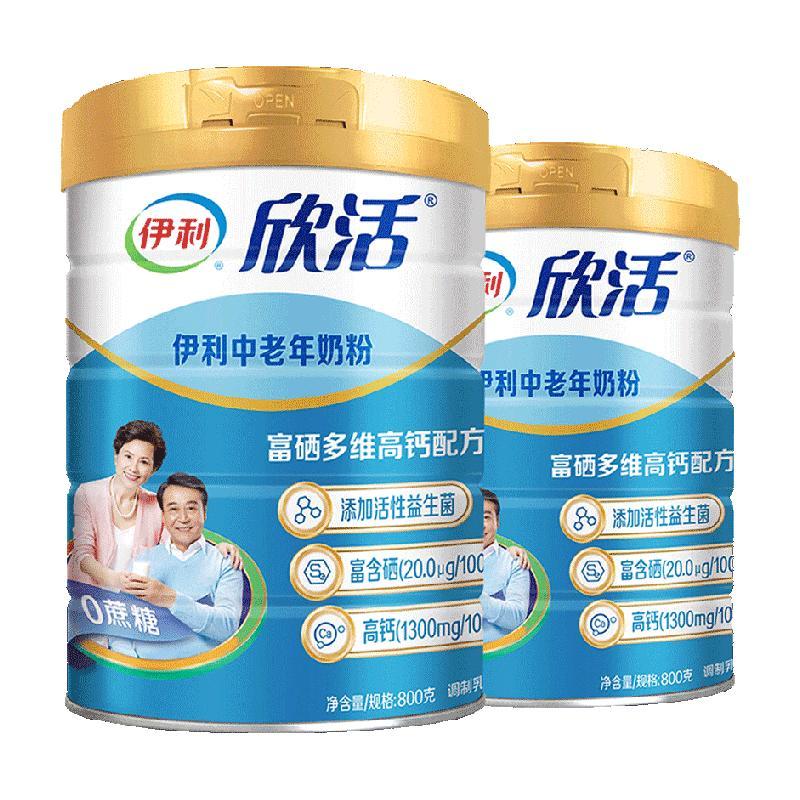 OPEN
伊利
®
欣活®
伊利中老年奶粉
富硒多维高钙配方
添加活性益生菌
富含硒(20.0μg/100
高钙(1300mg/10
0蔗糖
净含量/规格:800克 调制乳
OPEN
利
®
欣活®
伊利中老年奶粉
富硒多维高钙配方
添加活性益生菌
富含硒(20.0μg/100
高钙(1300mg/10
净含量/规格:800克 调制乳